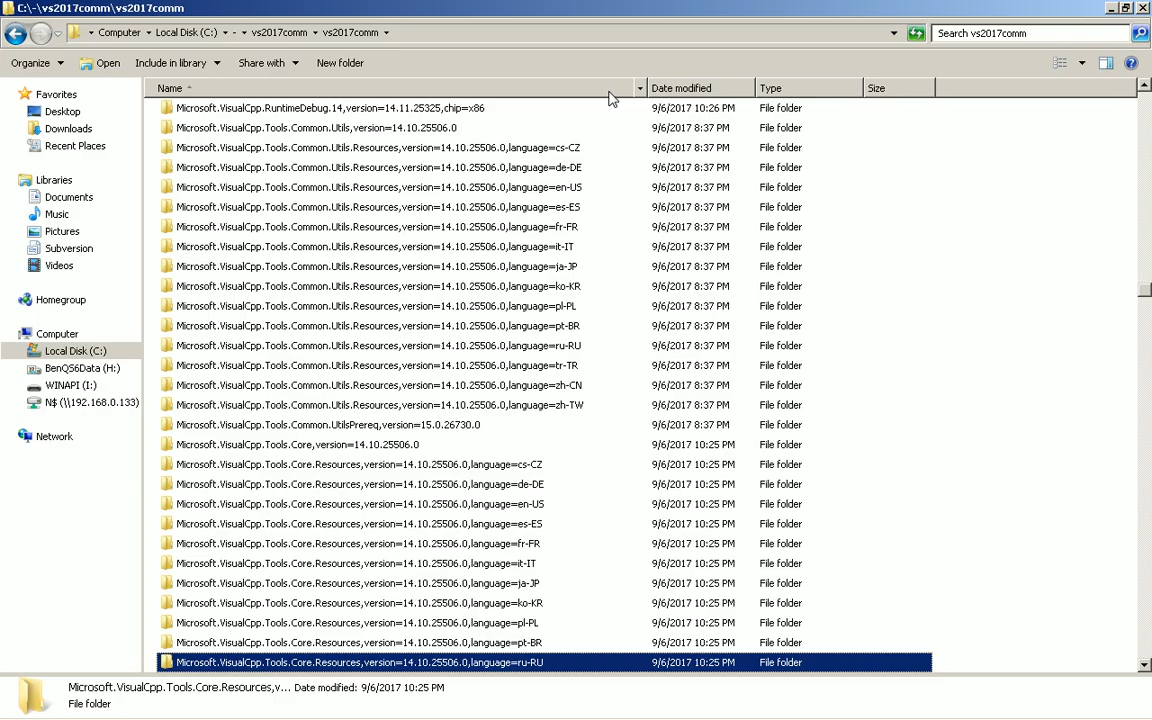 C:\-\vs2017comm\vs2017comm
Computer Local Disk (C:) - vs2017comm vs2017comm
Search vs2017comm
Organize Open Include in library Share with New folder
Name Date modified Type Size
Favorites
Desktop
Downloads
Recent Places
Libraries
Documents
Music
Pictures
Subversion
Videos
Homegroup
Computer
Local Disk (C:)
BenQS6Data (H:)
WINAPI (I:)
N$ (\\192.168.0.133)
Network
Microsoft.VisualCpp.RuntimeDebug.14,version=14.11.25325,chip=x86 9/6/2017 10:26 PM File folder
Microsoft.VisualCpp.Tools.Common.Utils,version=14.10.25506.0 9/6/2017 8:37 PM File folder
Microsoft.VisualCpp.Tools.Common.Utils.Resources,version=14.10.25506.0,language=cs-CZ 9/6/2017 8:37 PM File folder
Microsoft.VisualCpp.Tools.Common.Utils.Resources,version=14.10.25506.0,language=de-DE 9/6/2017 8:37 PM File folder
Microsoft.VisualCpp.Tools.Common.Utils.Resources,version=14.10.25506.0,language=en-US 9/6/2017 8:37 PM File folder
Microsoft.VisualCpp.Tools.Common.Utils.Resources,version=14.10.25506.0,language=es-ES 9/6/2017 8:37 PM File folder
Microsoft.VisualCpp.Tools.Common.Utils.Resources,version=14.10.25506.0,language=fr-FR 9/6/2017 8:37 PM File folder
Microsoft.VisualCpp.Tools.Common.Utils.Resources,version=14.10.25506.0,language=it-IT 9/6/2017 8:37 PM File folder
Microsoft.VisualCpp.Tools.Common.Utils.Resources,version=14.10.25506.0,language=ja-JP 9/6/2017 8:37 PM File folder
Microsoft.VisualCpp.Tools.Common.Utils.Resources,version=14.10.25506.0,language=ko-KR 9/6/2017 8:37 PM File folder
Microsoft.VisualCpp.Tools.Common.Utils.Resources,version=14.10.25506.0,language=pl-PL 9/6/2017 8:37 PM File folder
Microsoft.VisualCpp.Tools.Common.Utils.Resources,version=14.10.25506.0,language=pt-BR 9/6/2017 8:37 PM File folder
Microsoft.VisualCpp.Tools.Common.Utils.Resources,version=14.10.25506.0,language=ru-RU 9/6/2017 8:37 PM File folder
Microsoft.VisualCpp.Tools.Common.Utils.Resources,version=14.10.25506.0,language=tr-TR 9/6/2017 8:37 PM File folder
Microsoft.VisualCpp.Tools.Common.Utils.Resources,version=14.10.25506.0,language=zh-CN 9/6/2017 8:37 PM File folder
Microsoft.VisualCpp.Tools.Common.Utils.Resources,version=14.10.25506.0,language=zh-TW 9/6/2017 8:37 PM File folder
Microsoft.VisualCpp.Tools.Common.UtilsPrereq,version=15.0.26730.0 9/6/2017 8:37 PM File folder
Microsoft.VisualCpp.Tools.Core,version=14.10.25506.0 9/6/2017 10:25 PM File folder
Microsoft.VisualCpp.Tools.Core.Resources,version=14.10.25506.0,language=cs-CZ 9/6/2017 10:25 PM File folder
Microsoft.VisualCpp.Tools.Core.Resources,version=14.10.25506.0,language=de-DE 9/6/2017 10:25 PM File folder
Microsoft.VisualCpp.Tools.Core.Resources,version=14.10.25506.0,language=en-US 9/6/2017 10:25 PM File folder
Microsoft.VisualCpp.Tools.Core.Resources,version=14.10.25506.0,language=es-ES 9/6/2017 10:25 PM File folder
Microsoft.VisualCpp.Tools.Core.Resources,version=14.10.25506.0,language=fr-FR 9/6/2017 10:25 PM File folder
Microsoft.VisualCpp.Tools.Core.Resources,version=14.10.25506.0,language=it-IT 9/6/2017 10:25 PM File folder
Microsoft.VisualCpp.Tools.Core.Resources,version=14.10.25506.0,language=ja-JP 9/6/2017 10:25 PM File folder
Microsoft.VisualCpp.Tools.Core.Resources,version=14.10.25506.0,language=ko-KR 9/6/2017 10:25 PM File folder
Microsoft.VisualCpp.Tools.Core.Resources,version=14.10.25506.0,language=pl-PL 9/6/2017 10:25 PM File folder
Microsoft.VisualCpp.Tools.Core.Resources,version=14.10.25506.0,language=pt-BR 9/6/2017 10:25 PM File folder
Microsoft.VisualCpp.Tools.Core.Resources,version=14.10.25506.0,language=ru-RU 9/6/2017 10:25 PM File folder
Microsoft.VisualCpp.Tools.Core.Resources,v... Date modified: 9/6/2017 10:25 PM
File folder